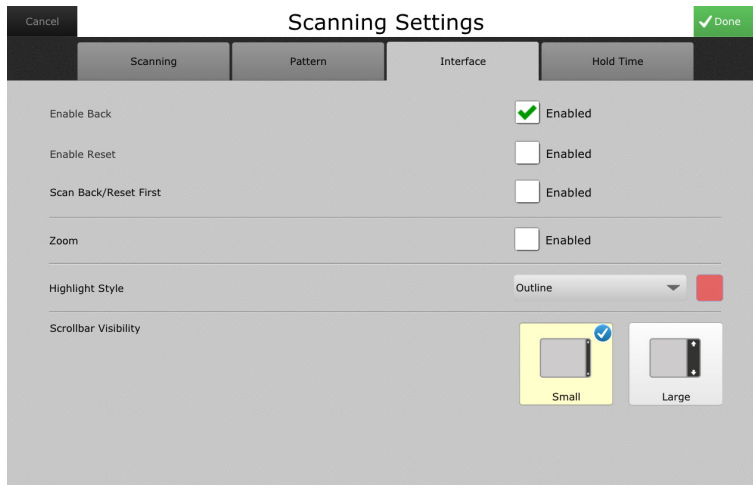 Cancel
Scanning Settings
Done
Scanning
Pattern
Interface
Hold Time
Enable Back
Enabled
Enable Reset
Enabled
Scan Back/Reset First
Enabled
Zoom
Enabled
Highlight Style
Outline
Scrollbar Visibility
Small
Large